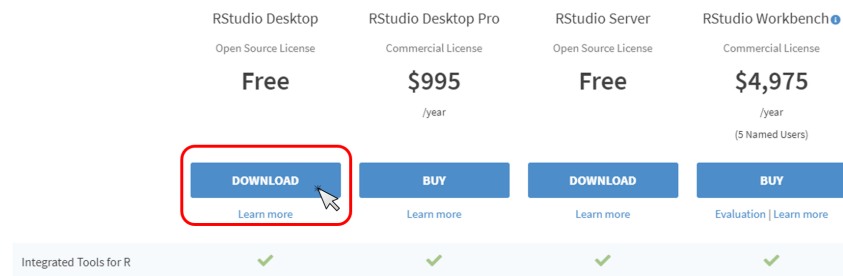 RStudio Desktop RStudio Desktop Pro RStudio Server RStudio Workbench
Open Source License Commercial License Open Source License Commercial License
Free $995 Free $4,975
/year /year
(5 Named Users)
DOWNLOAD BUY DOWNLOAD BUY
Learn more Learn more Learn more Evaluation | Learn more
Integrated Tools for R